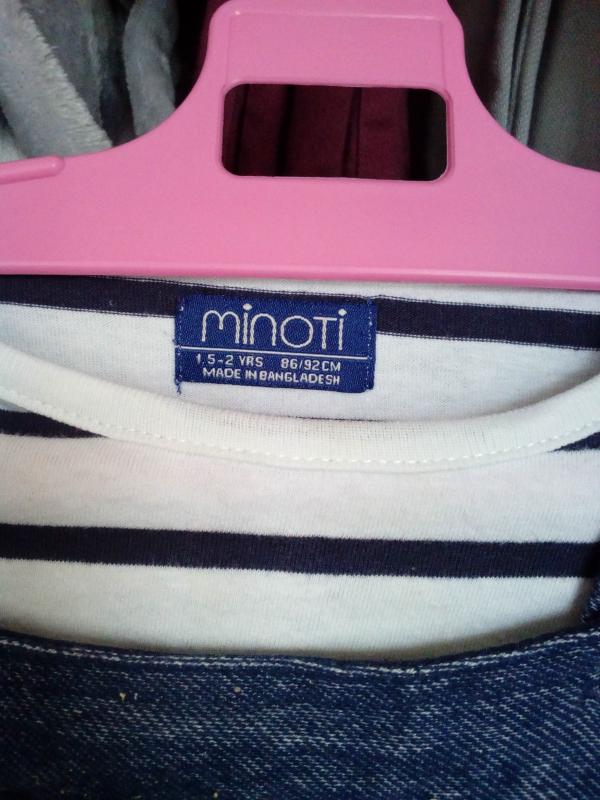 minoti
1.5-2 YRS 86/92CM
MADE IN BANGLADESH